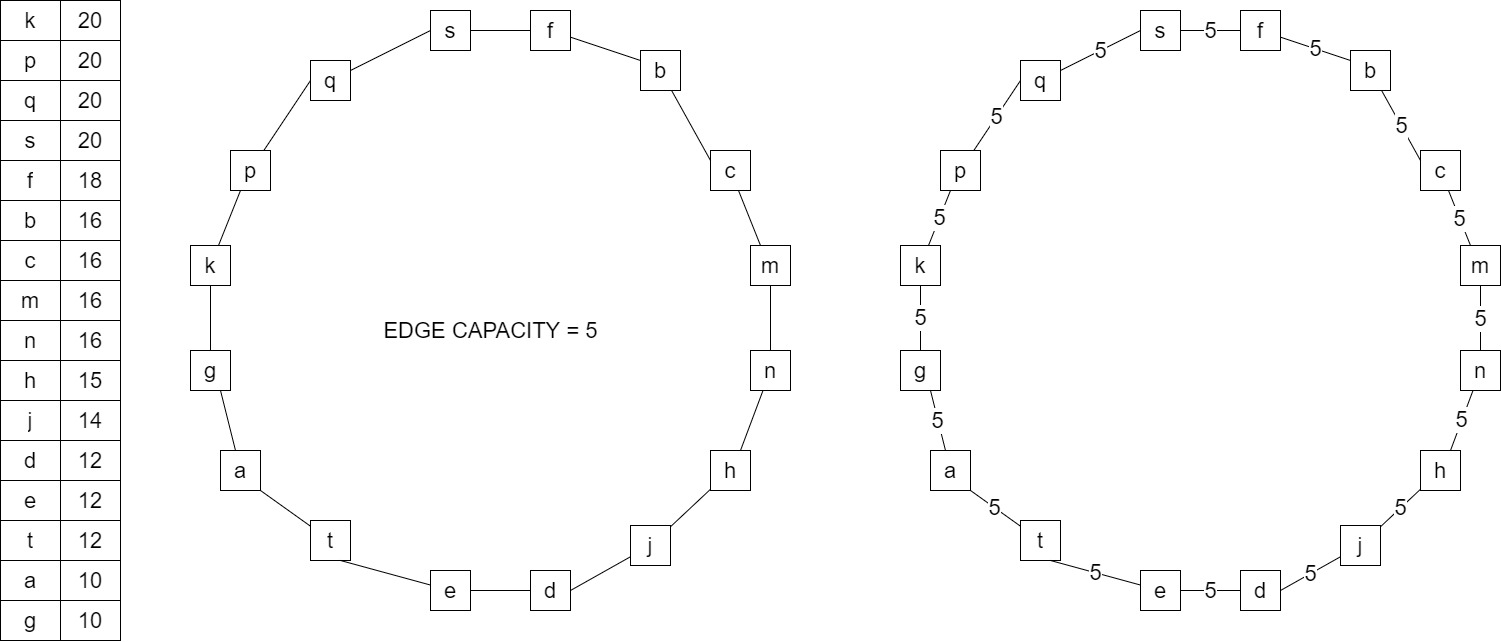 k 20
p 20
q 20
s 20
f 18
b 16
c 16
m 16
n 16
h 15
j 14
d 12
e 12
t 12
a 10
g 10
s f
q b
p c
k m
EDGE CAPACITY = 5
g n
a h
t j
e d
s 5 f
5 5
q b
5 5
p c
5 5
k m
5 5
g n
5 5
a h
5 5
t j
5 5
e 5 d